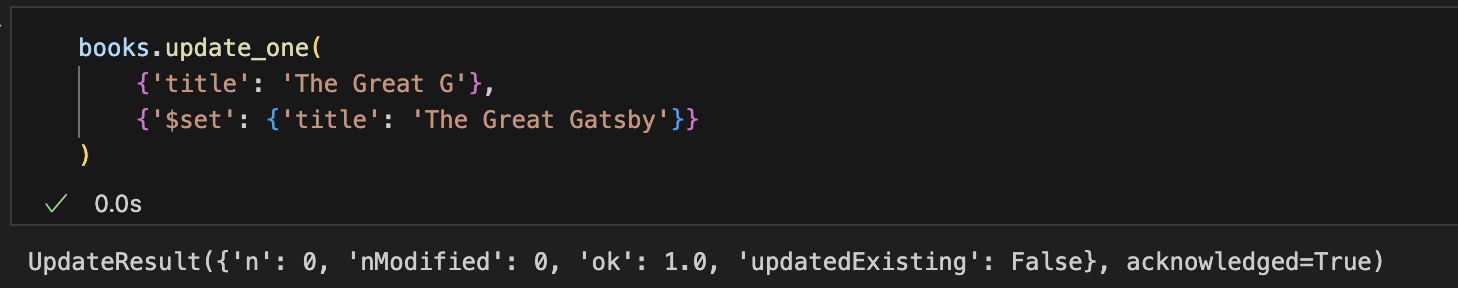 books.update_one(
    {'title': 'The Great G'},
    {'$set': {'title': 'The Great Gatsby'}}
)
0.0s
UpdateResult({'n': 0, 'nModified': 0, 'ok': 1.0, 'updatedExisting': False}, acknowledged=True)